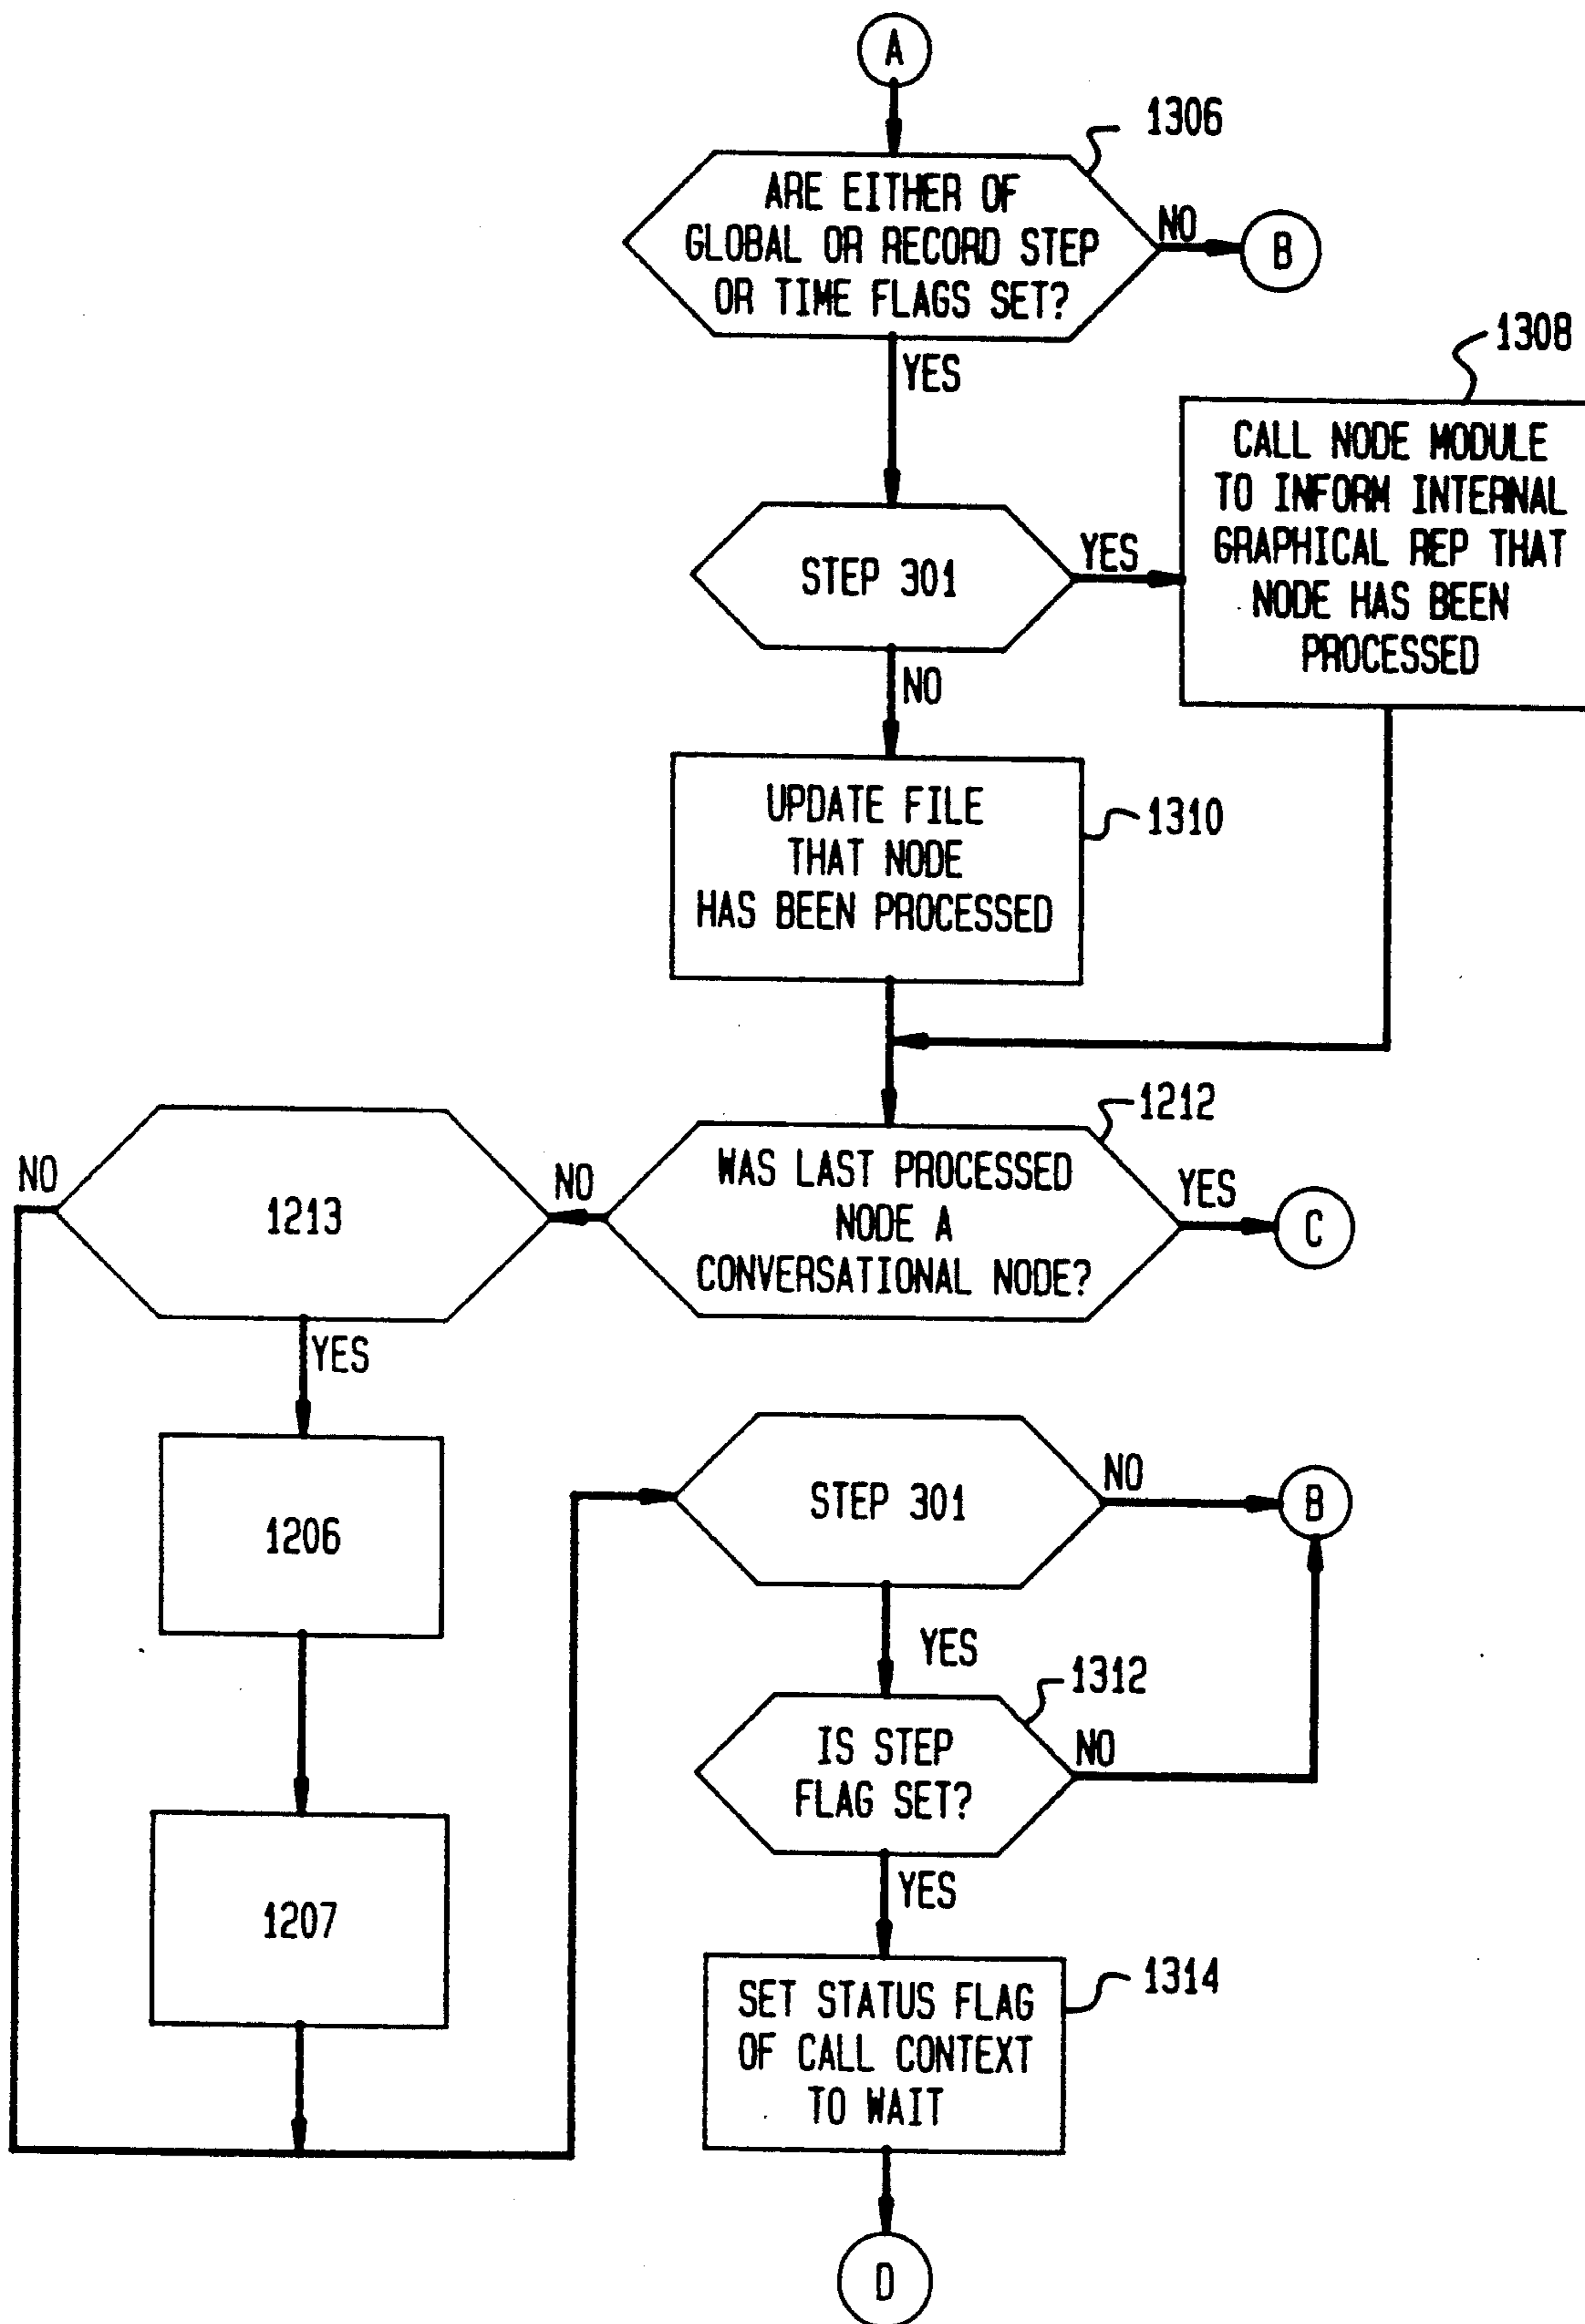 A
1306
ARE EITHER OF
GLOBAL OR RECORD STEP
OR TIME FLAGS SET?
NO
B
YES
1308
CALL NODE MODULE
TO INFORM INTERNAL
GRAPHICAL REP THAT
NODE HAS BEEN
PROCESSED
STEP 301
YES
NO
UPDATE FILE
THAT NODE
HAS BEEN PROCESSED
1310
1212
WAS LAST PROCESSED
NODE A
CONVERSATIONAL NODE?
YES
C
NO
1213
NO
YES
1206
1207
STEP 301
NO
B
YES
1312
IS STEP
FLAG SET?
NO
YES
1314
SET STATUS FLAG
OF CALL CONTEXT
TO WAIT
D